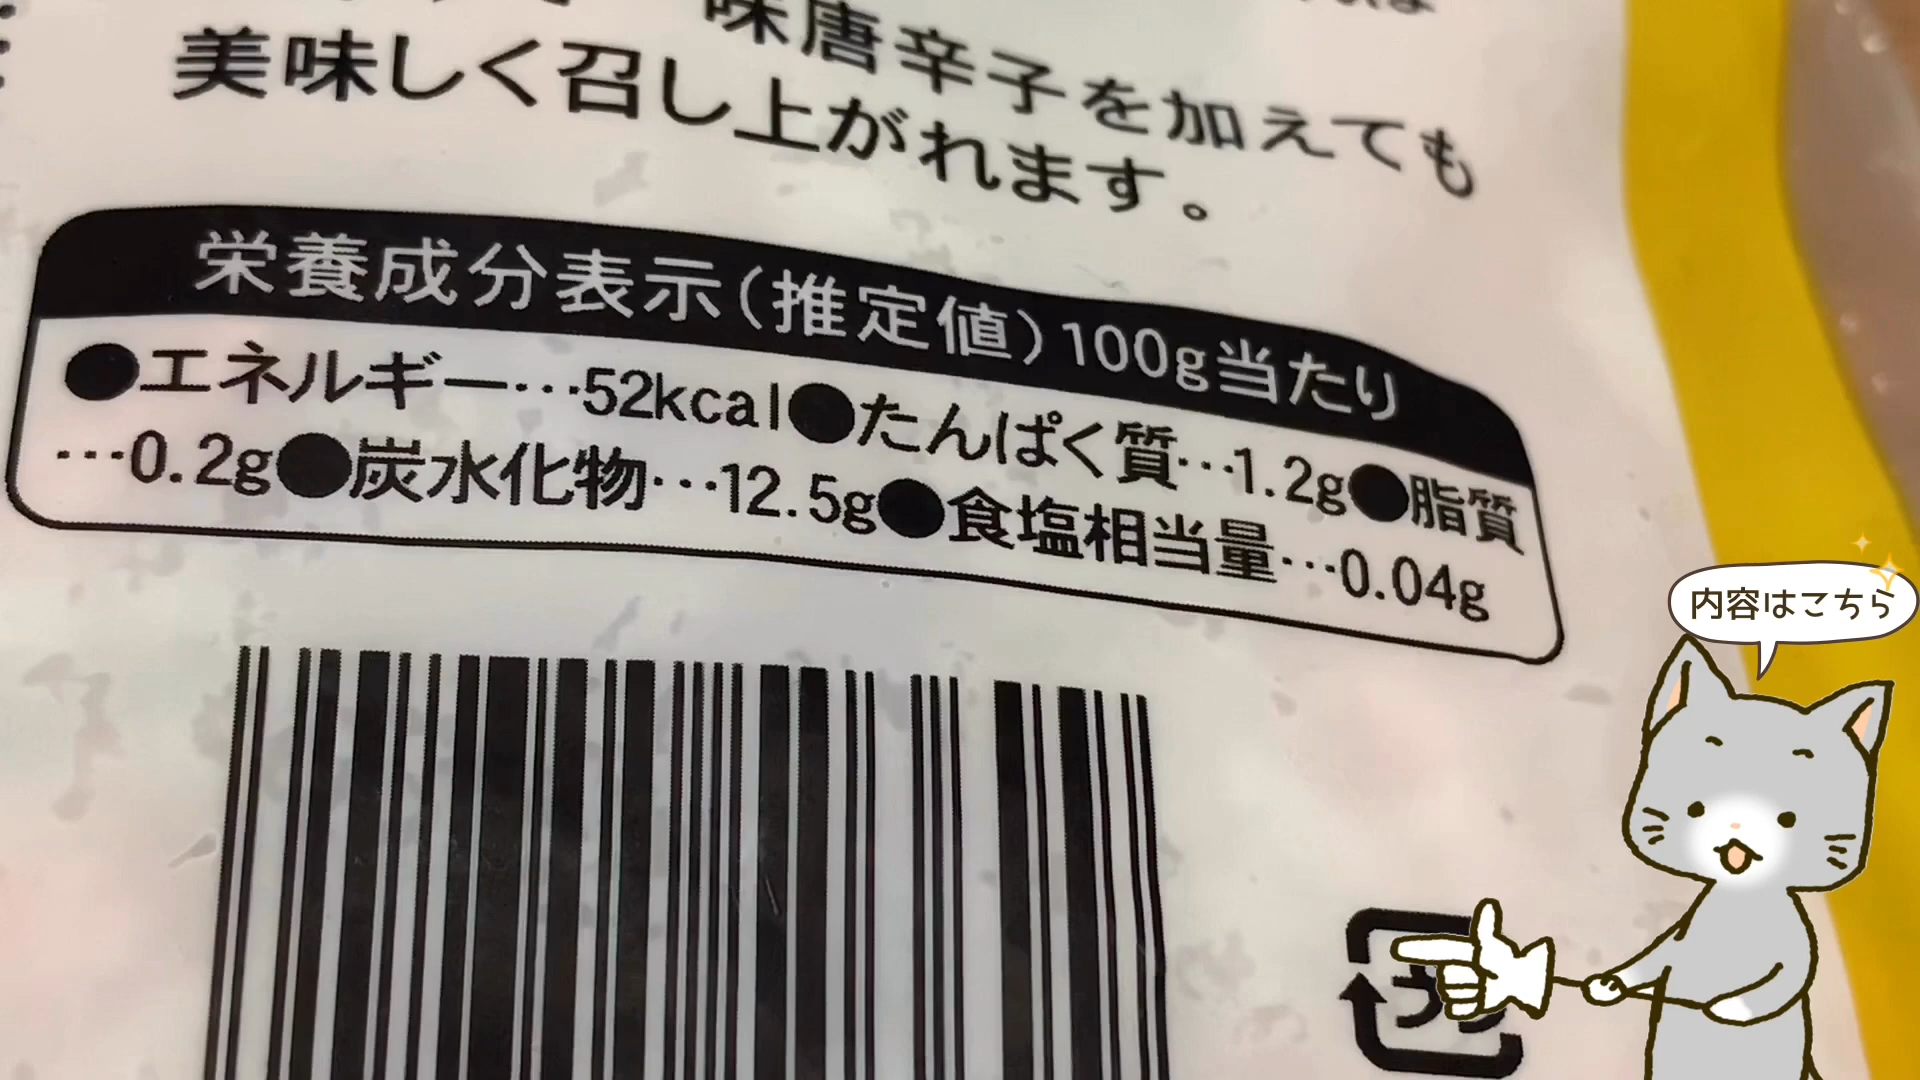 味唐辛子を加えても
美味しく召し上がれます。
栄養成分表示(推定値)100g当たり
●エネルギー…52kcal●たんぱく質…1.2g●脂質
…0.2g●炭水化物…12.5g●食塩相当量…0.04g
内容はこちら